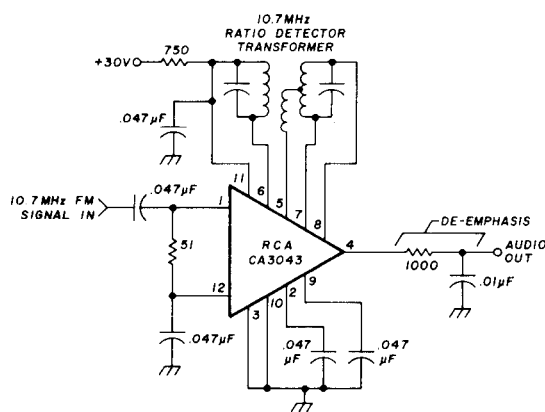 10.7MHz
RATIO DETECTOR
TRANSFORMER
750
+30V
.047µF
11
6
5
7
8
10.7MHz FM
SIGNAL IN
.047µF
1
51
12
RCA
CA3043
4
DE-EMPHASIS
1000
AUDIO
OUT
.01µF
3
10
2
9
.047µF
.047
µF
.047
µF